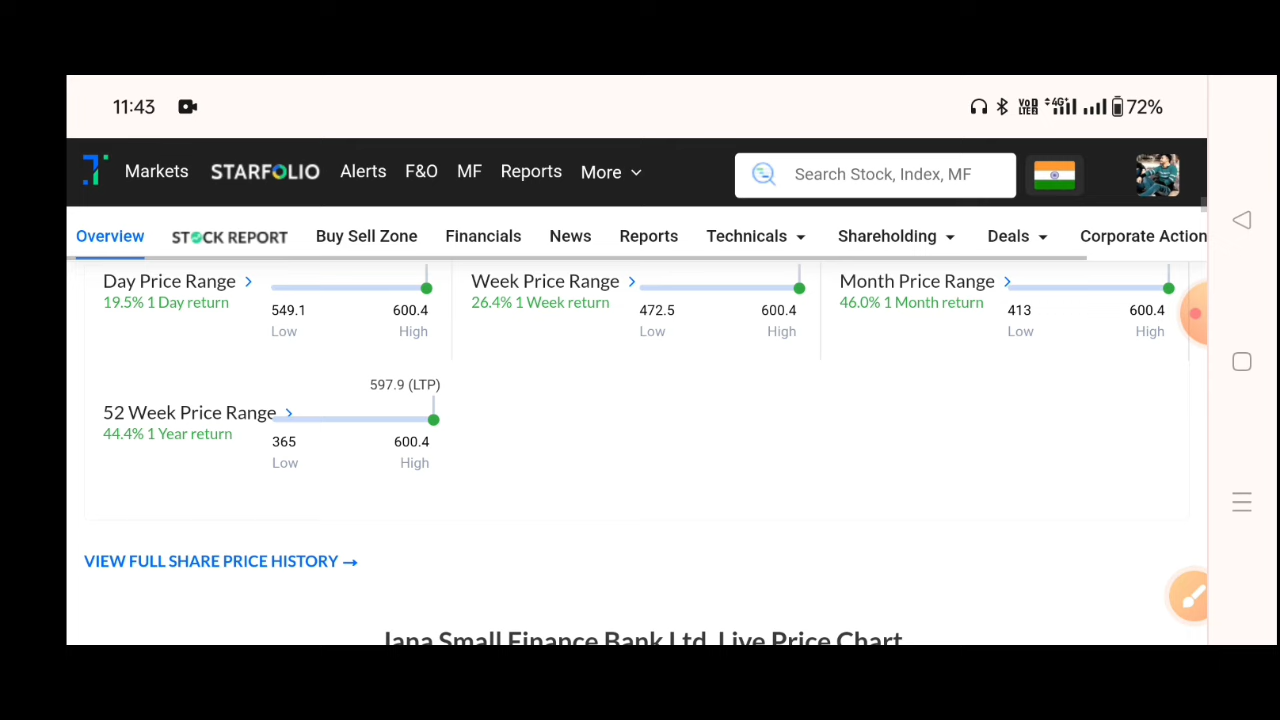 11:43
VoD LTEB 4G+ 72%
Markets STARFOLIO Alerts F&O MF Reports More Search Stock, Index, MF
Overview STOCK REPORT Buy Sell Zone Financials News Reports Technicals Shareholding Deals Corporate Action
Day Price Range
19.5% 1 Day return
549.1 600.4
Low High
Week Price Range
26.4% 1 Week return
472.5 600.4
Low High
Month Price Range
46.0% 1 Month return
413 600.4
Low High
597.9 (LTP)
52 Week Price Range
44.4% 1 Year return
365 600.4
Low High
VIEW FULL SHARE PRICE HISTORY →
Jana Small Finance Bank Ltd. Live Price Chart